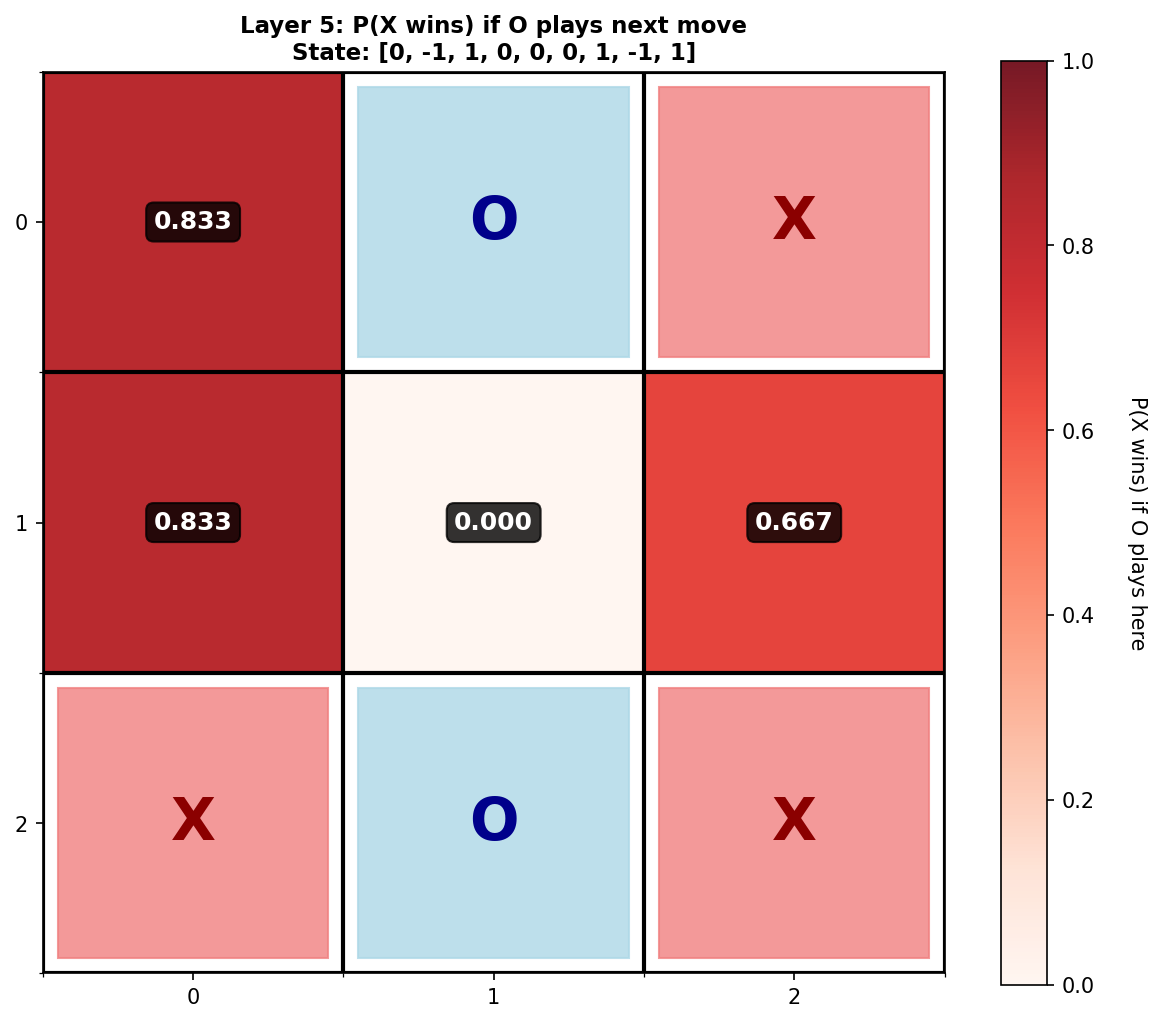 Layer 5: P(X wins) if O plays next move
State: [0, -1, 1, 0, 0, 0, 1, -1, 1]
0
0.833
O
X
1
0.833
0.000
0.667
2
X
O
X
0
1
2
1.0
0.8
0.6
0.4
0.2
0.0
P(X wins) if O plays here